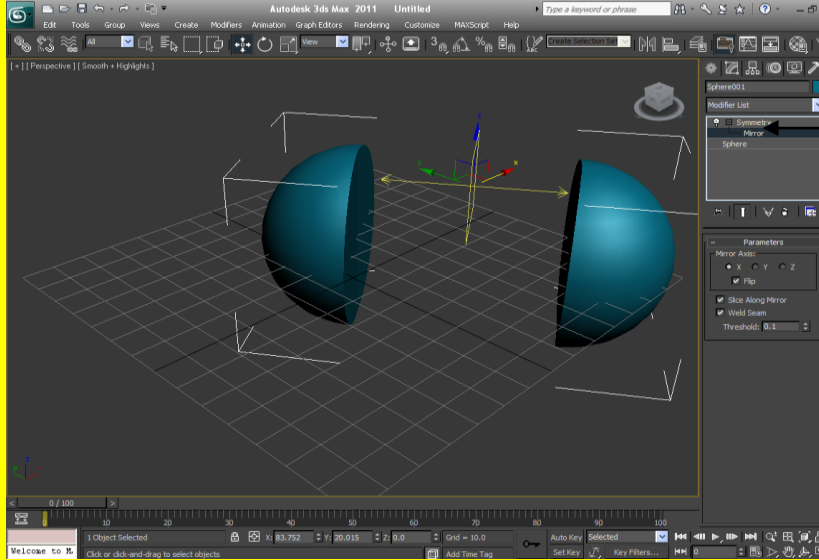 Autodesk 3ds Max 2011 Untitled
Type a keyword or phrase
Edit Tools Group Views Create Modifiers Animation Graph Editors Rendering Customize MAXScript Help
All View 3 Create Selection Se
[ + ] [ Perspective ] [ Smooth + Highlights ]
Sphere001
Modifier List
Symmetry
Mirror
Sphere
Parameters
Mirror Axis:
X Y Z
Flip
Slice Along Mirror
Weld Seam
Threshold: 0.1
z
y
x
0 / 100
0 10 20 30 40 50 60 70 80 90 100
1 Object Selected X: 83.752 Y: 20.015 Z: 0.0 Grid = 10.0 Auto Key Selected
Welcome to M. Click or click-and-drag to select objects Add Time Tag Set Key Key Filters... 0